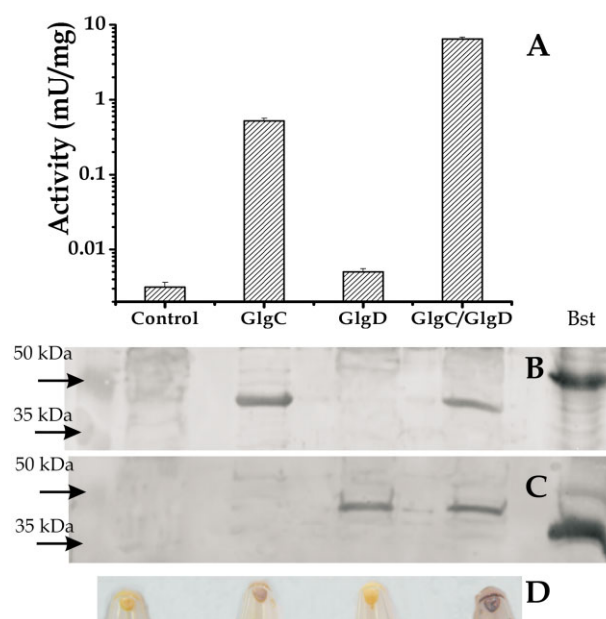 10
A
1
0.1
0.01
Activity (mU/mg)
Control GlgC GlgD GlgC/GlgD Bst
50 kDa
B
35 kDa
50 kDa
C
35 kDa
D